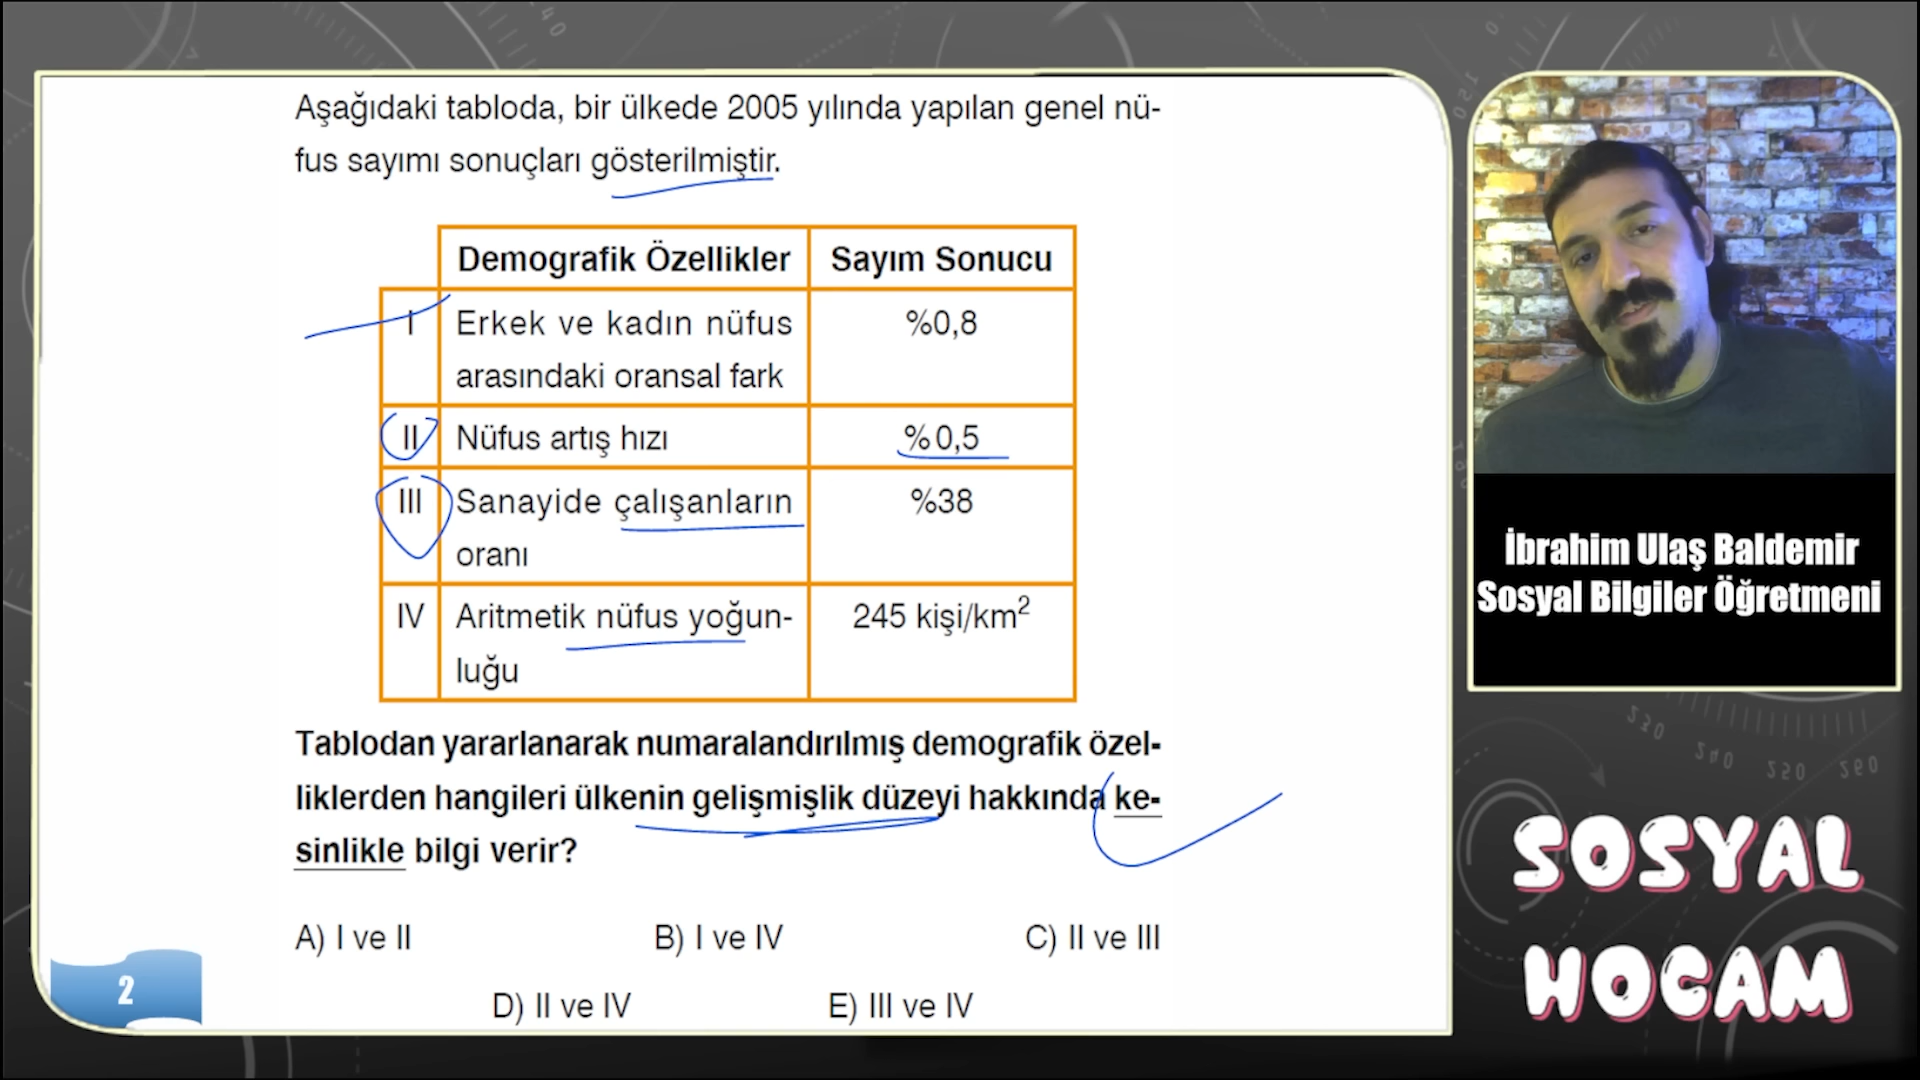 Aşağıdaki tabloda, bir ülkede 2005 yılında yapılan genel nü-
fus sayımı sonuçları gösterilmiştir.
Demografik Özellikler Sayım Sonucu
I Erkek ve kadın nüfus %0,8
arasındaki oransal fark
II Nüfus artış hızı %0,5
III Sanayide çalışanların %38
oranı
IV Aritmetik nüfus yoğun- 245 kişi/km²
luğu
Tablodan yararlanarak numaralandırılmış demografik özel-
liklerden hangileri ülkenin gelişmişlik düzeyi hakkında ke-
sinlikle bilgi verir?
A) I ve II B) I ve IV C) II ve III
D) II ve IV E) III ve IV
2
İbrahim Ulaş Baldemir
Sosyal Bilgiler Öğretmeni
230 240 250 260
SOSYAL
HOCAM